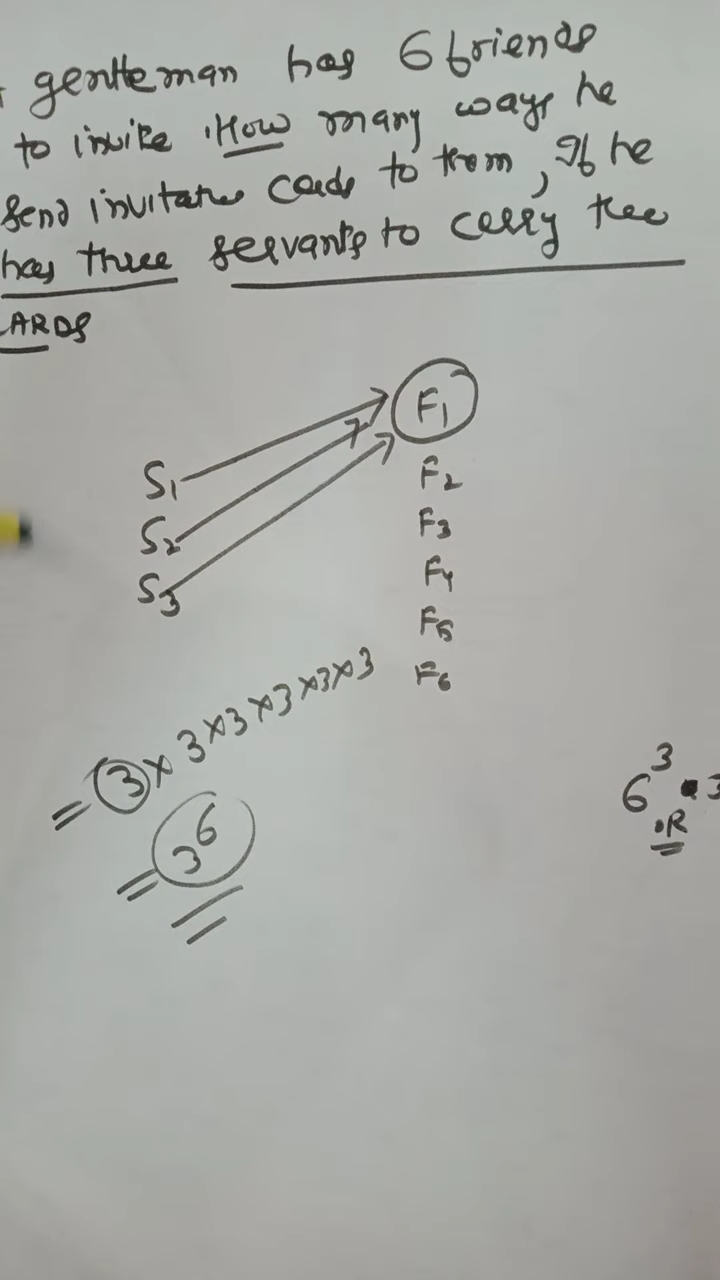 gentleman has 6 friends
to invite. How many ways he
send invitation cards to them, If he
has three servants to carry the
CARDS
F1
S1 F2
S2 F3
S3 F4
F5
F6
= 3 × 3 × 3 × 3 × 3 × 3
6^3 OR 3
= 3^6